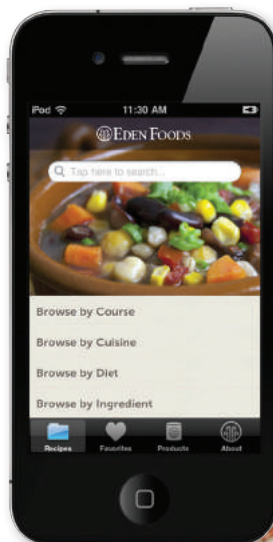 iPod 11:30 AM
EDEN FOODS
Tap here to search...
Browse by Course
Browse by Cuisine
Browse by Diet
Browse by Ingredient
Recipes Favorites Products About